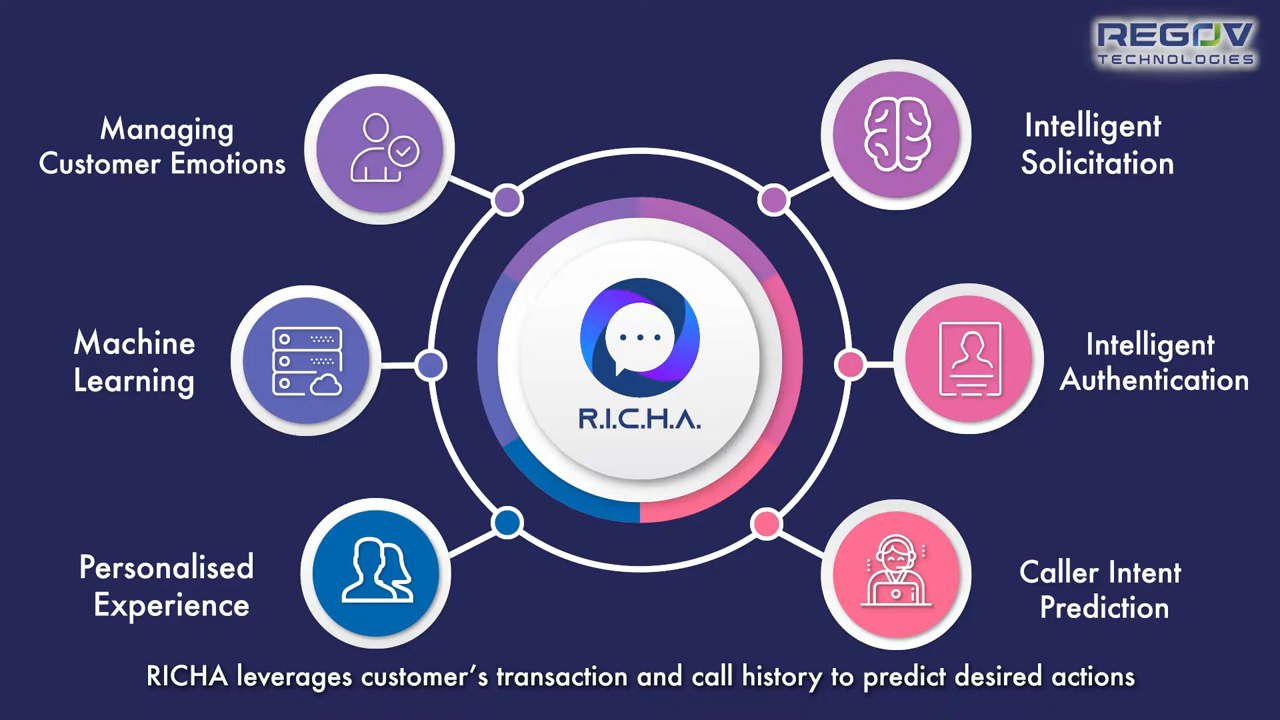 REGOV
TECHNOLOGIES
Managing
Customer Emotions
Intelligent
Solicitation
Machine
Learning
R.I.C.H.A.
Intelligent
Authentication
Personalised
Experience
Caller Intent
Prediction
RICHA leverages customer's transaction and call history to predict desired actions